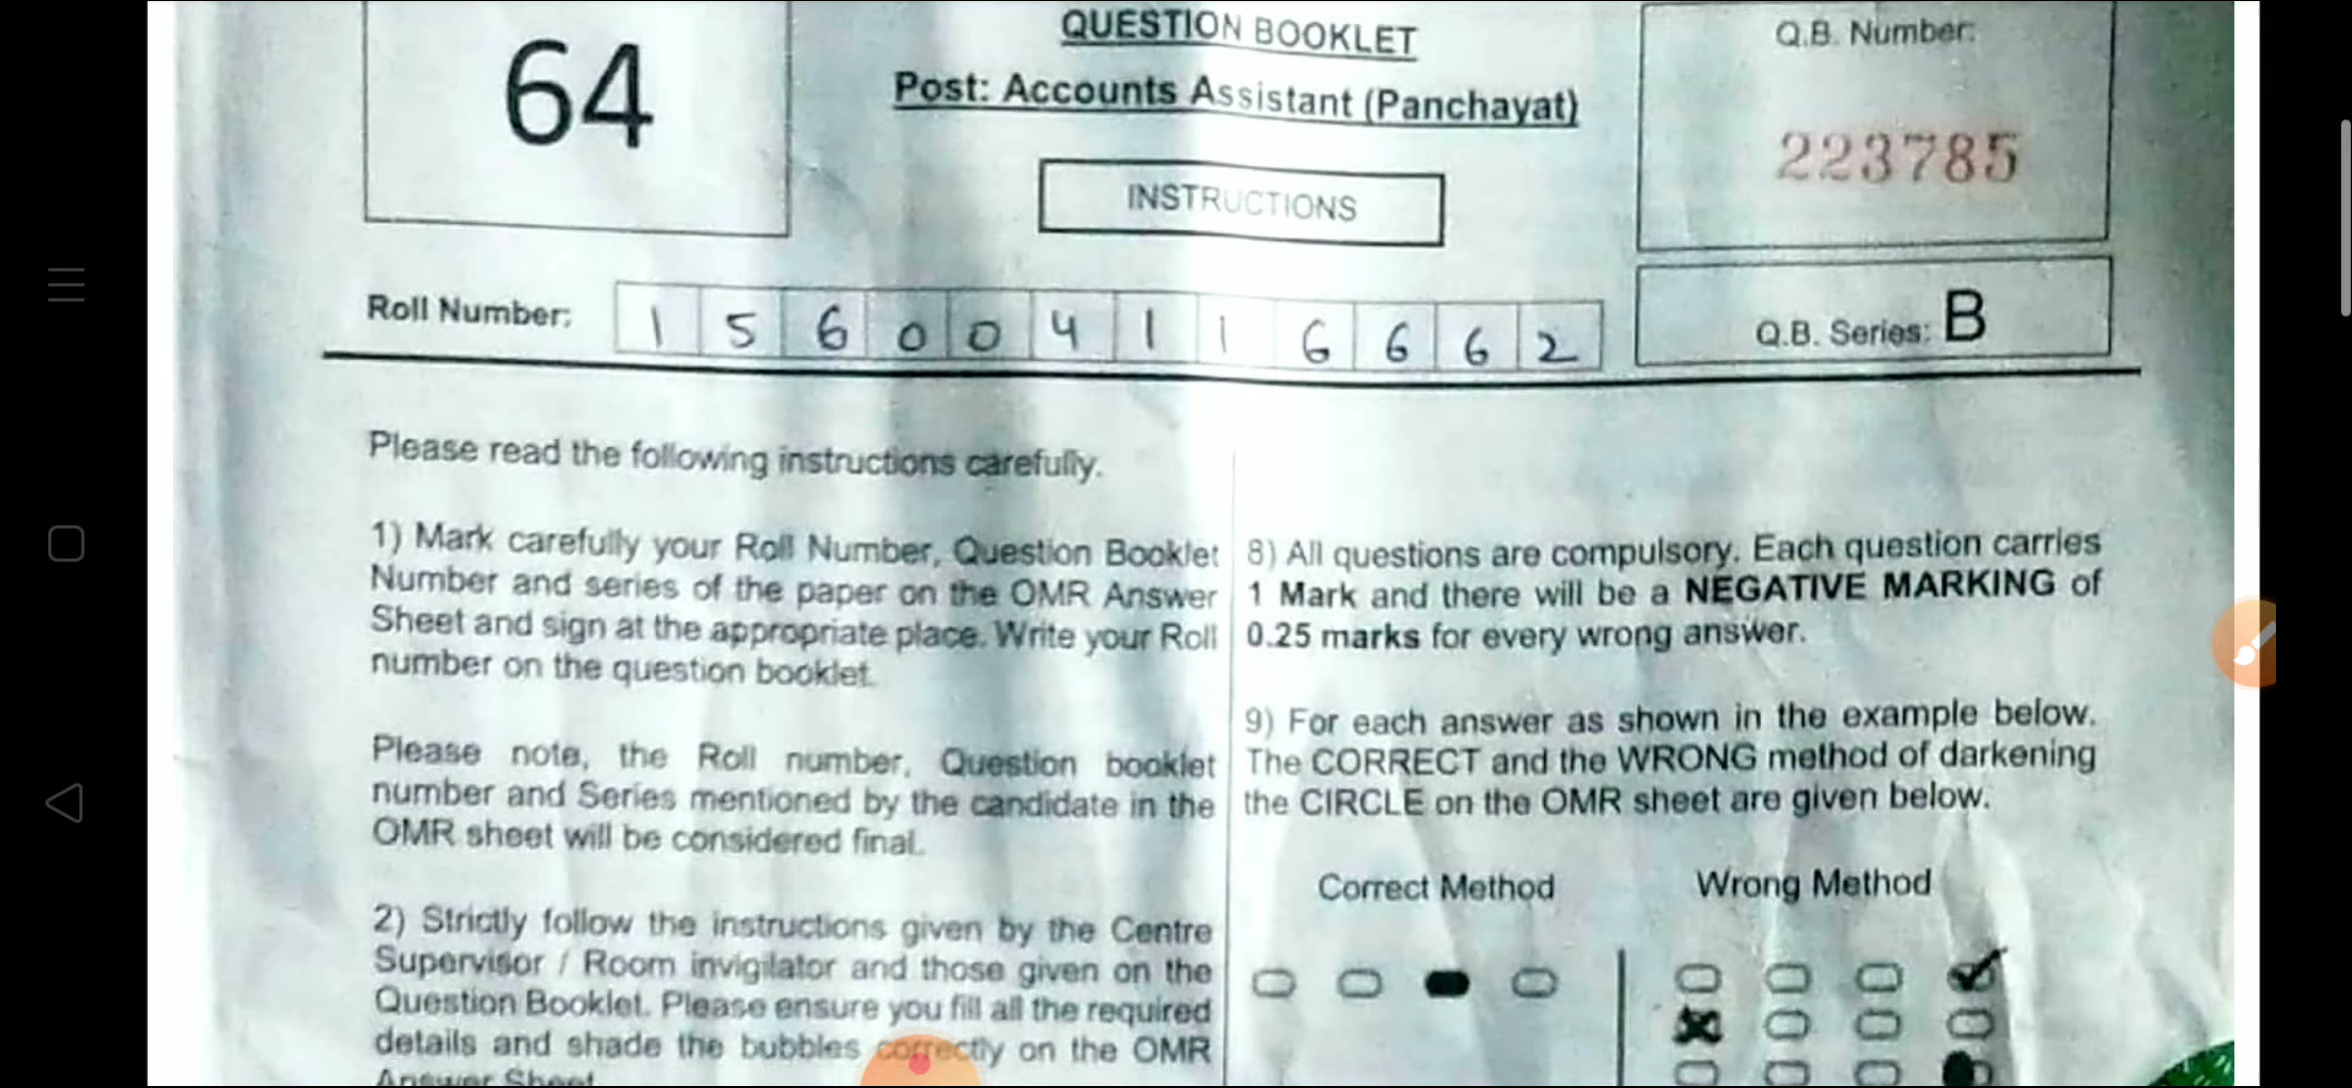 64
QUESTION BOOKLET
Post: Accounts Assistant (Panchayat)
INSTRUCTIONS
Q.B. Number:
223785
Roll Number:
1 5 6 0 0 4 1 1 6 6 6 2
Q.B. Series: B
Please read the following instructions carefully.
1) Mark carefully your Roll Number, Question Booklet
Number and series of the paper on the OMR Answer
Sheet and sign at the appropriate place. Write your Roll
number on the question booklet.
Please note, the Roll number, Question booklet
number and Series mentioned by the candidate in the
OMR sheet will be considered final.
2) Strictly follow the instructions given by the Centre
Supervisor / Room invigilator and those given on the
Question Booklet. Please ensure you fill all the required
details and shade the bubbles correctly on the OMR
Answer Sheet
8) All questions are compulsory. Each question carries
1 Mark and there will be a NEGATIVE MARKING of
0.25 marks for every wrong answer.
9) For each answer as shown in the example below.
The CORRECT and the WRONG method of darkening
the CIRCLE on the OMR sheet are given below.
Correct Method
Wrong Method